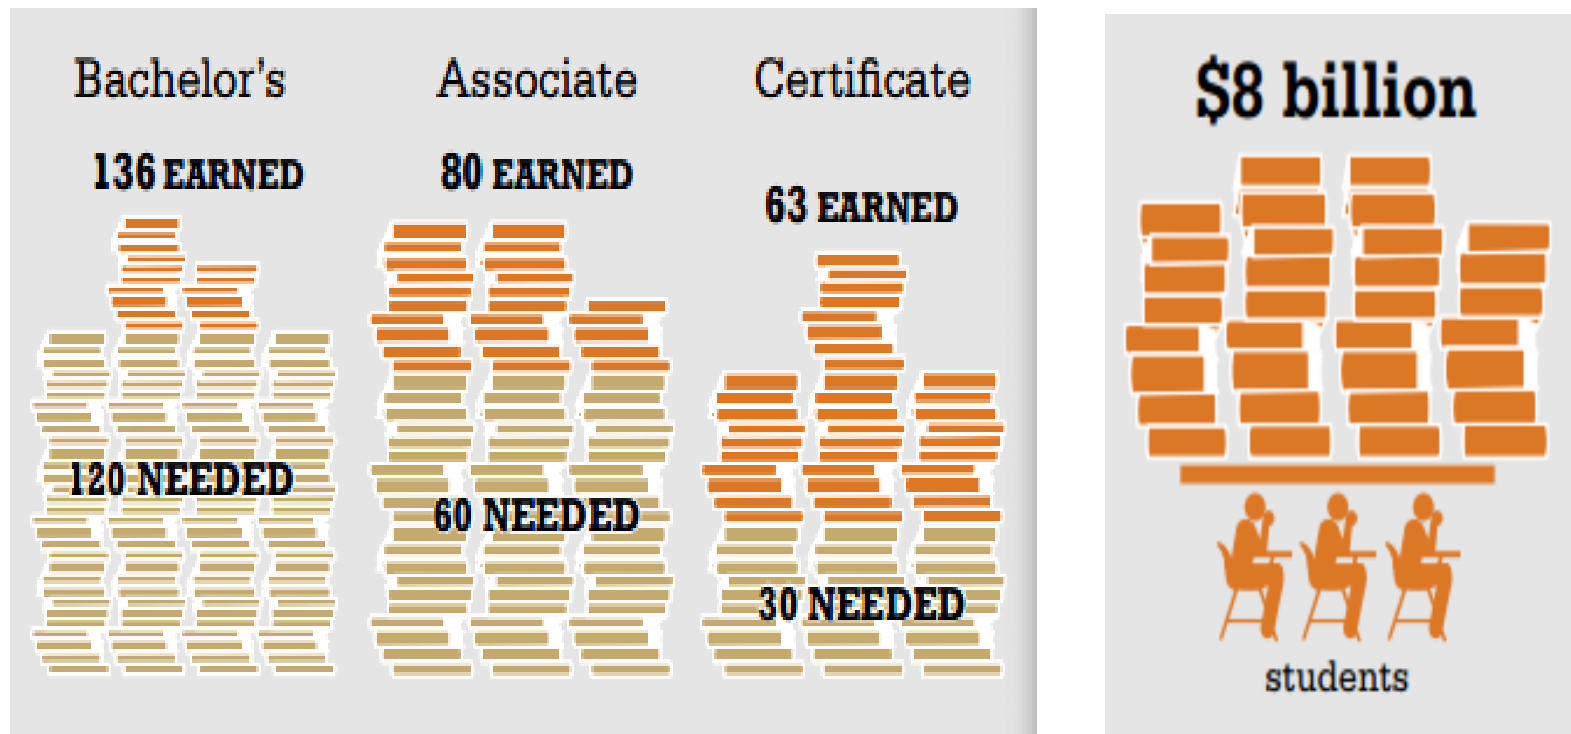 Bachelor's
136 EARNED
120 NEEDED
Associate
80 EARNED
60 NEEDED
Certificate
63 EARNED
30 NEEDED
$8 billion
students